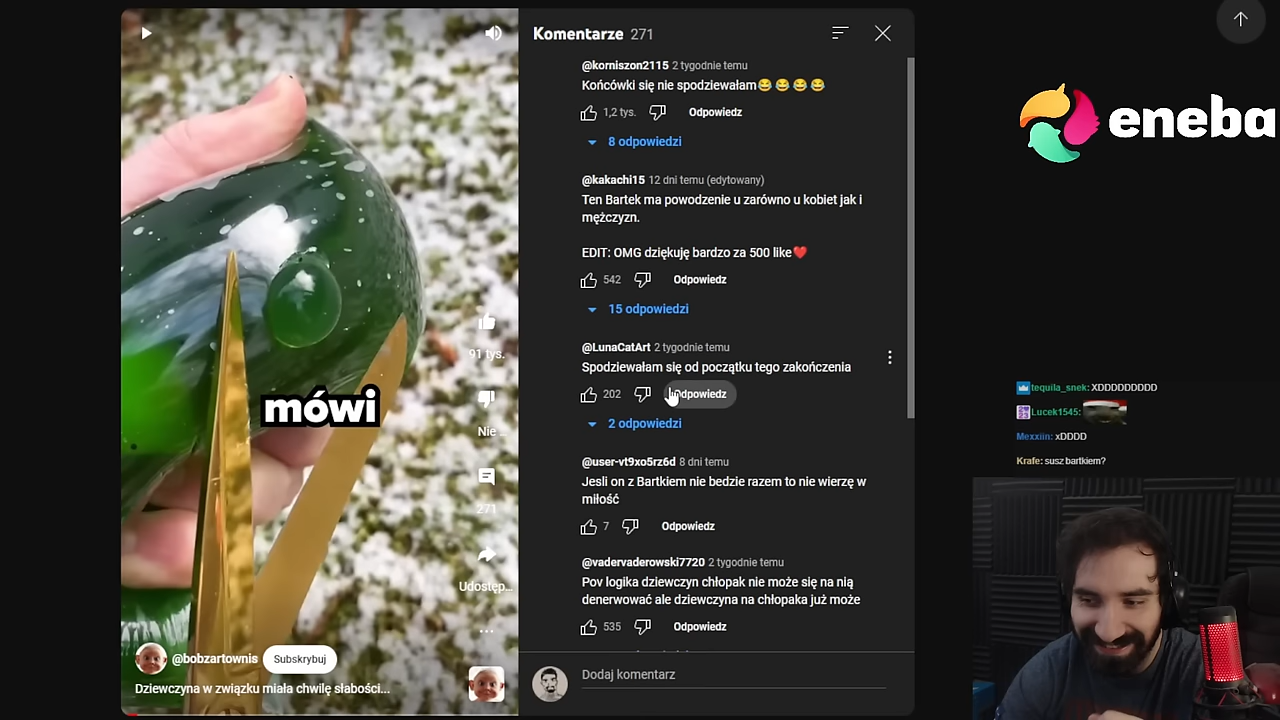 mówi
91 tys.
Nie ...
271
Udostęp...
@bobzartownis
Subskrybuj
Dziewczyna w związku miała chwilę słabości...
Komentarze 271
@korniszon2115 2 tygodnie temu
Końcówki się nie spodziewałam😂😂😂😂
1,2 tys.
Odpowiedz
8 odpowiedzi
@kakachi15 12 dni temu (edytowany)
Ten Bartek ma powodzenie u zarówno u kobiet jak i
mężczyzn.
EDIT: OMG dziękuję bardzo za 500 like❤️
542
Odpowiedz
15 odpowiedzi
@LunaCatArt 2 tygodnie temu
Spodziewałam się od początku tego zakończenia
202
Odpowiedz
2 odpowiedzi
@user-vt9xo5rz6d 8 dni temu
Jesli on z Bartkiem nie bedzie razem to nie wierzę w
miłość
7
Odpowiedz
@vadervaderowski7720 2 tygodnie temu
Pov logika dziewczyn chłopak nie może się na nią
denerwować ale dziewczyna na chłopaka już może
535
Odpowiedz
Dodaj komentarz
eneba
tequila_snek: XDDDDDDDDD
Lucek1545:
Mexxiin: xDDDD
Krafe: susz bartkiem?